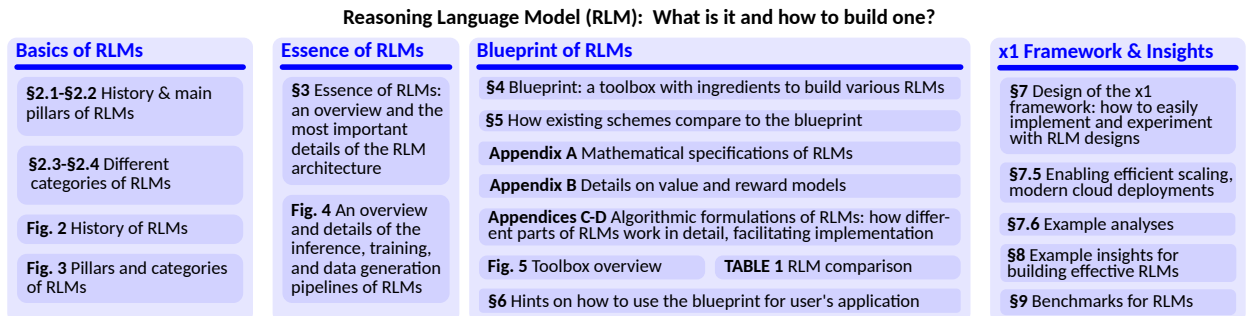 Reasoning Language Model (RLM): What is it and how to build one?
Basics of RLMs
§2.1-§2.2 History & main
pillars of RLMs
§2.3-§2.4 Different
categories of RLMs
Fig. 2 History of RLMs
Fig. 3 Pillars and categories
of RLMs
Essence of RLMs
§3 Essence of RLMs:
an overview and the
most important
details of the RLM
architecture
Fig. 4 An overview
and details of the
inference, training,
and data generation
pipelines of RLMs
Blueprint of RLMs
§4 Blueprint: a toolbox with ingredients to build various RLMs
§5 How existing schemes compare to the blueprint
Appendix A Mathematical specifications of RLMs
Appendix B Details on value and reward models
Appendices C-D Algorithmic formulations of RLMs: how differ-
ent parts of RLMs work in detail, facilitating implementation
Fig. 5 Toolbox overview
TABLE 1 RLM comparison
§6 Hints on how to use the blueprint for user's application
x1 Framework & Insights
§7 Design of the x1
framework: how to easily
implement and experiment
with RLM designs
§7.5 Enabling efficient scaling,
modern cloud deployments
§7.6 Example analyses
§8 Example insights for
building effective RLMs
§9 Benchmarks for RLMs